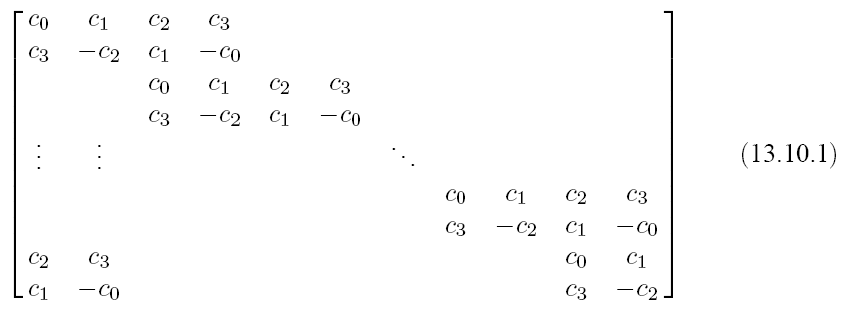 c₀ c₁ c₂ c₃
c₃ −c₂ c₁ −c₀
c₀ c₁ c₂ c₃
c₃ −c₂ c₁ −c₀
⋮ ⋮ ⋱ (13.10.1)
c₀ c₁ c₂ c₃
c₃ −c₂ c₁ −c₀
c₂ c₃ c₀ c₁
c₁ −c₀ c₃ −c₂